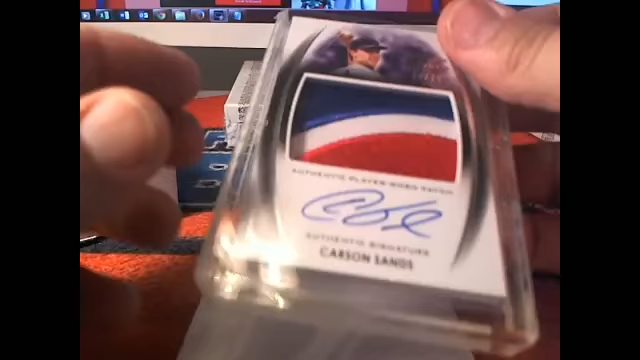 AUTHENTIC PLAYER-WORN PATCH
AUTHENTIC SIGNATURE
CARSON SANDS